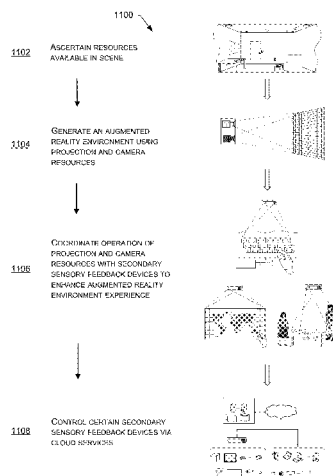 1100
1102
ASCERTAIN RESOURCES
AVAILABLE IN SCENE
1104
GENERATE AN AUGMENTED
REALITY ENVIRONMENT USING
PROJECTION AND CAMERA
RESOURCES
1106
COORDINATE OPERATION OF
PROJECTION AND CAMERA
RESOURCES WITH SECONDARY
SENSORY FEEDBACK DEVICES TO
ENHANCE AUGMENTED REALITY
ENVIRONMENT EXPERIENCE
1108
CONTROL CERTAIN SECONDARY
SENSORY FEEDBACK DEVICES VIA
CLOUD SERVICES